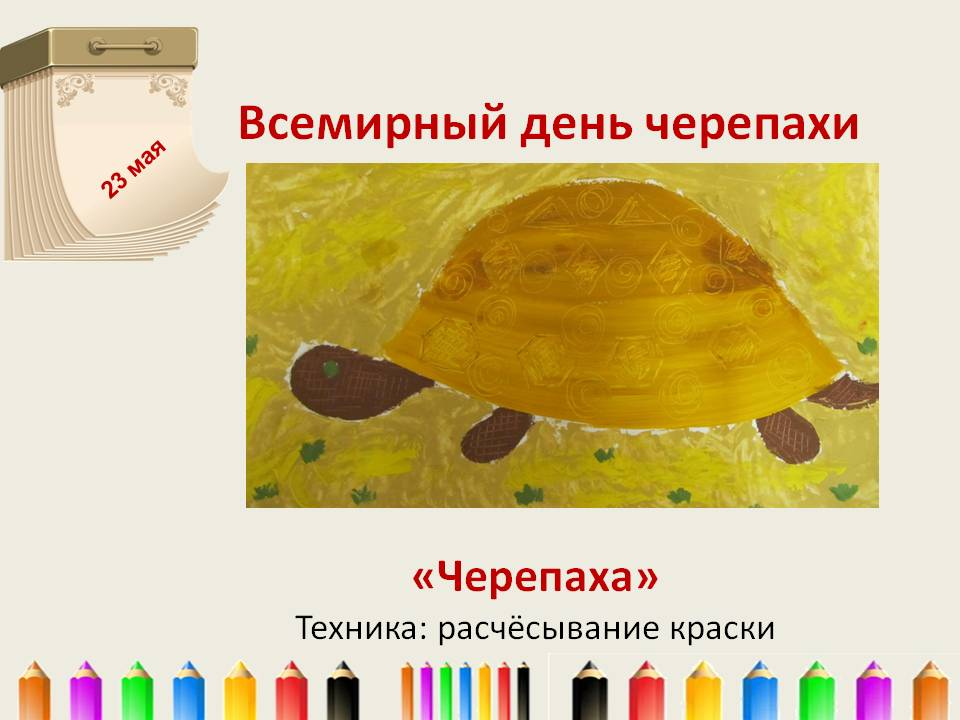 23 мая
Всемирный день черепахи
«Черепаха»
Техника: расчёсывание краски